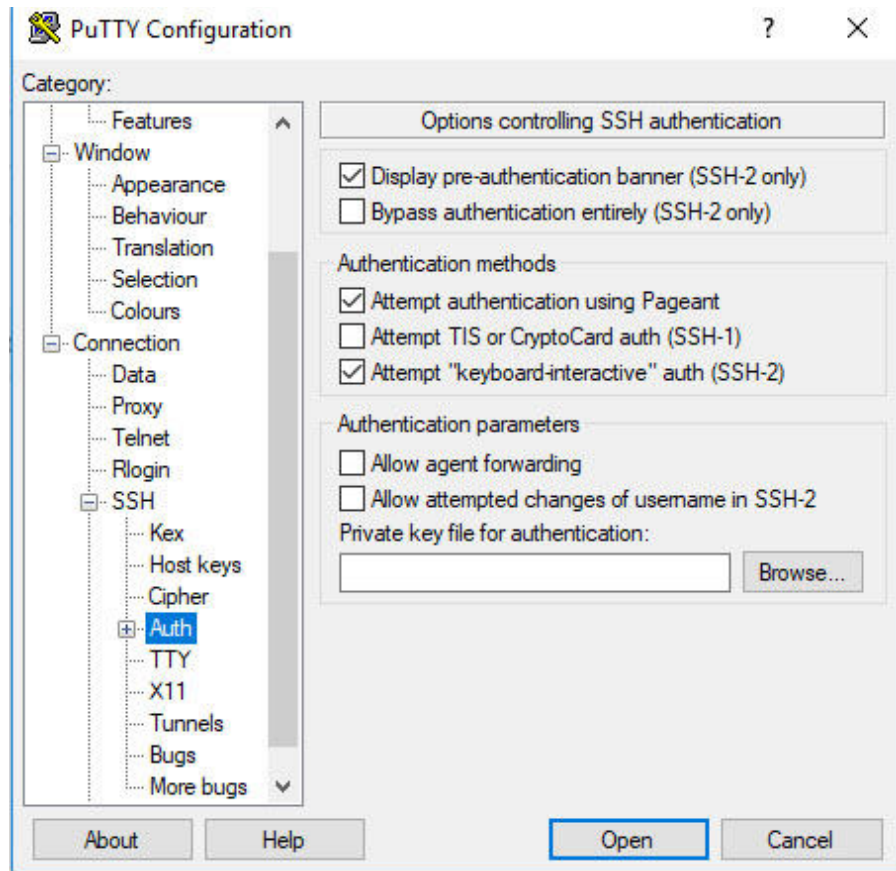 PuTTY Configuration
?
Category:
Features
Window
Appearance
Behaviour
Translation
Selection
Colours
Connection
Data
Proxy
Telnet
Rlogin
SSH
Kex
Host keys
Cipher
Auth
TTY
X11
Tunnels
Bugs
More bugs
Options controlling SSH authentication
Display pre-authentication banner (SSH-2 only)
Bypass authentication entirely (SSH-2 only)
Authentication methods
Attempt authentication using Pageant
Attempt TIS or CryptoCard auth (SSH-1)
Attempt "keyboard-interactive" auth (SSH-2)
Authentication parameters
Allow agent forwarding
Allow attempted changes of username in SSH-2
Private key file for authentication:
Browse...
About
Help
Open
Cancel